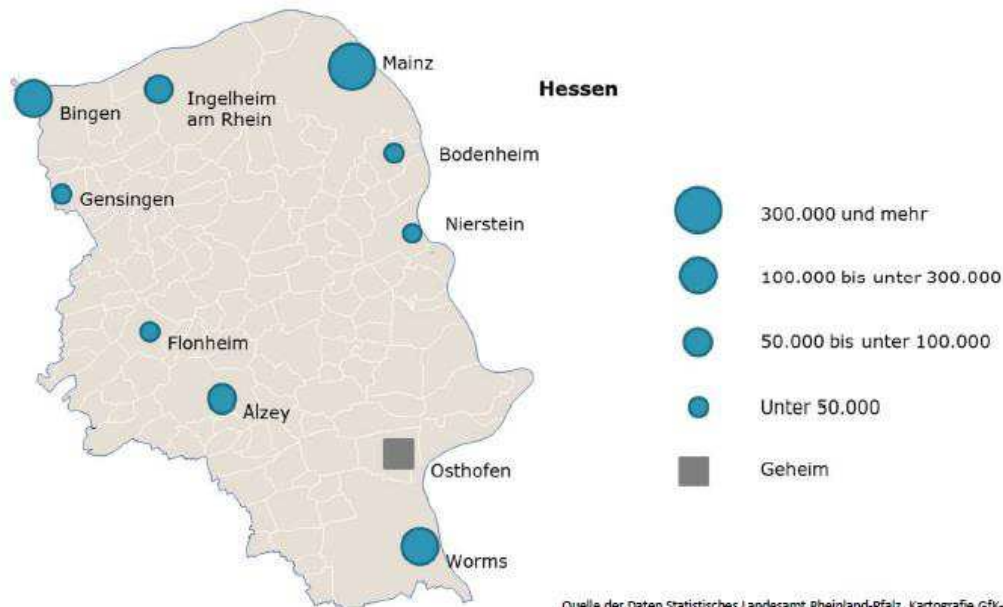 Mainz
Hessen
Bingen
Ingelheim
am Rhein
Bodenheim
Gensingen
Nierstein
300.000 und mehr
100.000 bis unter 300.000
Flonheim
50.000 bis unter 100.000
Alzey
Unter 50.000
Osthofen
Geheim
Worms
Quelle der Daten Statistisches Landesamt Rheinland-Pfalz, Kartografie GfK-